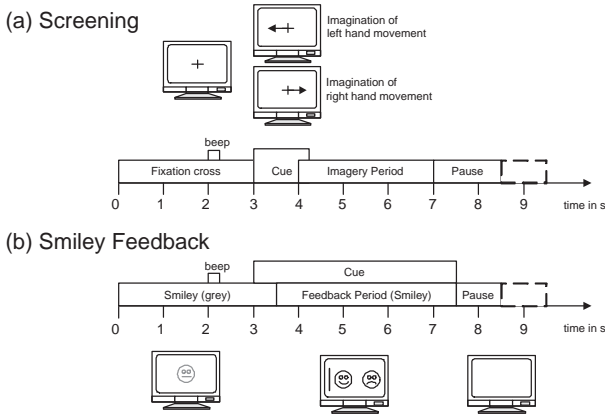 (a) Screening
Imagination of
left hand movement
Imagination of
right hand movement
beep
Fixation cross
Cue
Imagery Period
Pause
0 1 2 3 4 5 6 7 8 9 time in s
(b) Smiley Feedback
beep
Cue
Smiley (grey)
Feedback Period (Smiley)
Pause
0 1 2 3 4 5 6 7 8 9 time in s